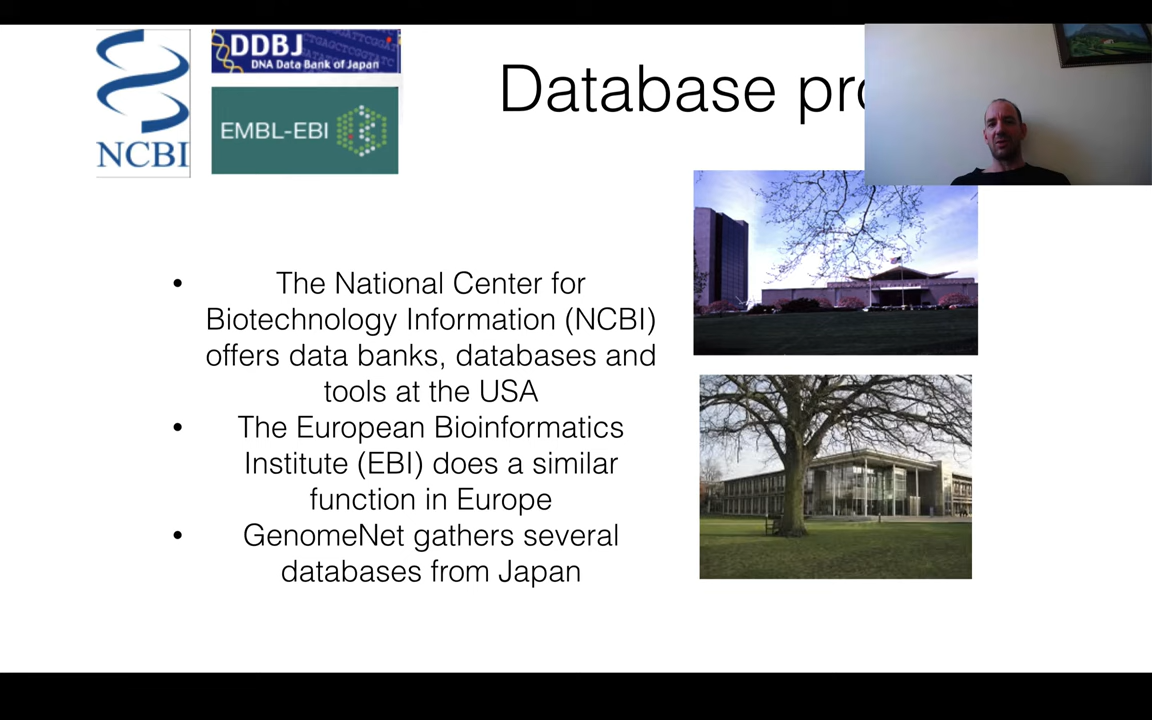 NCBI
DDBJ
DNA Data Bank of Japan
EMBL-EBI
Database pro
• The National Center for
Biotechnology Information (NCBI)
offers data banks, databases and
tools at the USA
• The European Bioinformatics
Institute (EBI) does a similar
function in Europe
• GenomeNet gathers several
databases from Japan